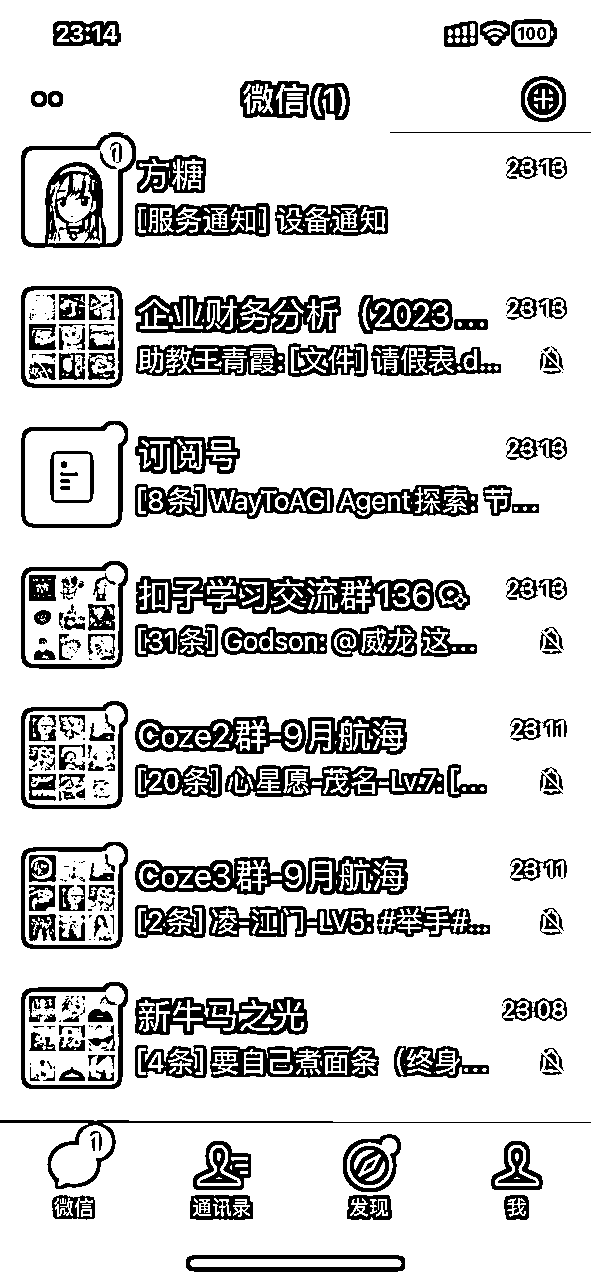 23:14
100
微信(1)
1
方糖
23:13
[服务通知] 设备通知
企业财务分析（2023...
23:13
助教王青霞: [文件] 请假表.d...
订阅号
23:13
[8条] WayToAGI Agent探索: 节...
扣子学习交流群136
23:13
[31条] Godson: @威龙 这...
Coze2群-9月航海
23:11
[20条] 心星愿-茂名-Lv.7: [...
Coze3群-9月航海
23:11
[2条] 凌-江门-LV5: #举手#...
新牛马之光
23:08
[4条] 要自己煮面条（终身...
1
微信
通讯录
发现
我